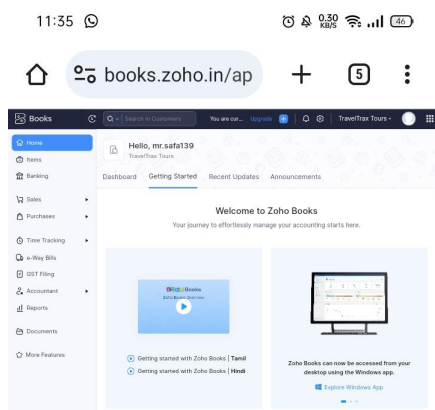 11:35
0.30 KB/S
46
books.zoho.in/ap
5
Books
Search in Customers
You are cur...
Upgrade
TravelTrax Tours
Home
Hello, mr.safa139
TravelTrax Tours
Items
Banking
Dashboard Getting Started Recent Updates Announcements
Sales
Purchases
Welcome to Zoho Books
Your journey to effortlessly manage your accounting starts here.
Time Tracking
e-Way Bills
GST Filing
Accountant
Reports
Documents
More Features
Books
Zoho Books Overview
Getting started with Zoho Books | Tamil
Getting started with Zoho Books | Hindi
Zoho Books can now be accessed from your
desktop using the Windows app.
Explore Windows App